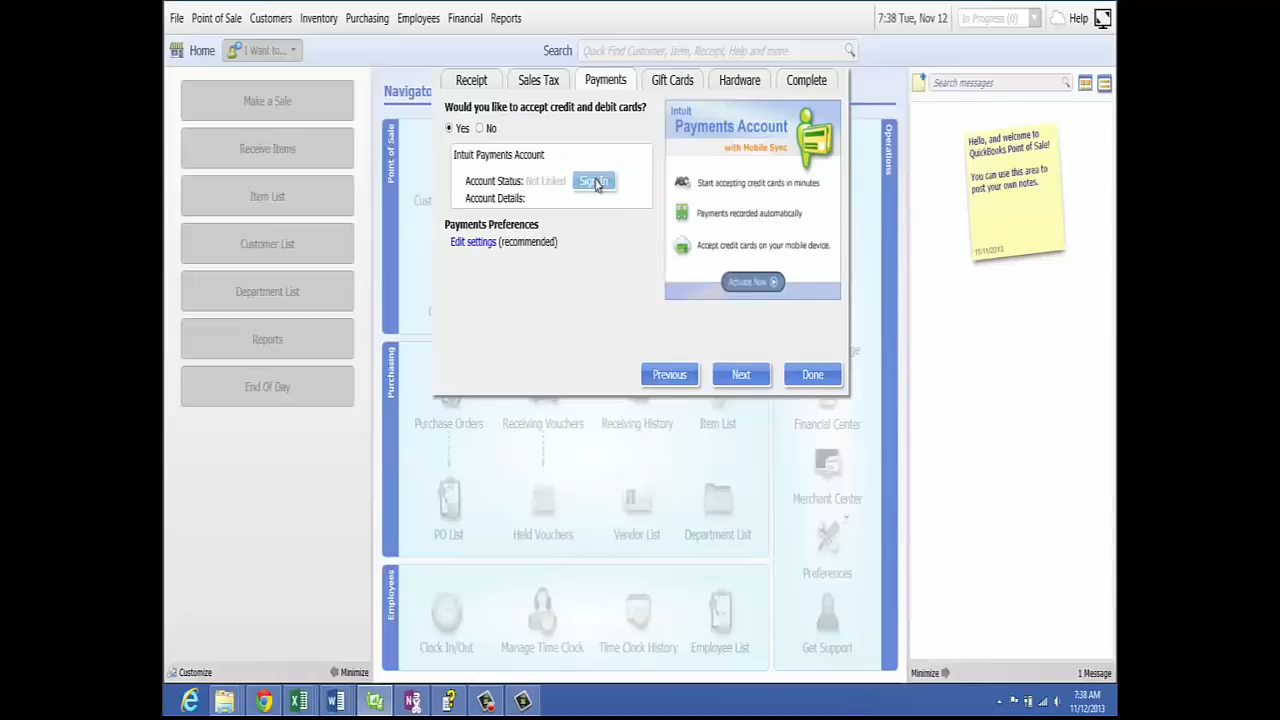 File Point of Sale Customers Inventory Purchasing Employees Financial Reports
7:38 Tue, Nov 12
In Progress (0)
Help
Home
I Want to...
Search
Quick Find Customer, Item, Receipt, Help and more
Make a Sale
Receive Items
Item List
Customer List
Department List
Reports
End Of Day
Customize
Minimize
Navigato
Point of Sale
Purchasing
Employees
Operations
Receipt Sales Tax Payments Gift Cards Hardware Complete
Would you like to accept credit and debit cards?
Yes No
Intuit Payments Account
Account Status: Not Linked Sign In
Account Details:
Payments Preferences
Edit settings (recommended)
Intuit
Payments Account
with Mobile Sync
ABC
Start accepting credit cards in minutes
Payments recorded automatically
Accept credit cards on your mobile device.
Activate Now
Previous Next Done
Purchase Orders Receiving Vouchers Receiving History Item List
PO List Held Vouchers Vendor List Department List
Clock In/Out Manage Time Clock Time Clock History Employee List
Financial Center
Merchant Center
Preferences
Get Support
Search messages
Hello, and welcome to
QuickBooks Point of Sale!
You can use this area to
post your own notes.
11/11/2013
Minimize
1 Message
7:38 AM
11/12/2013